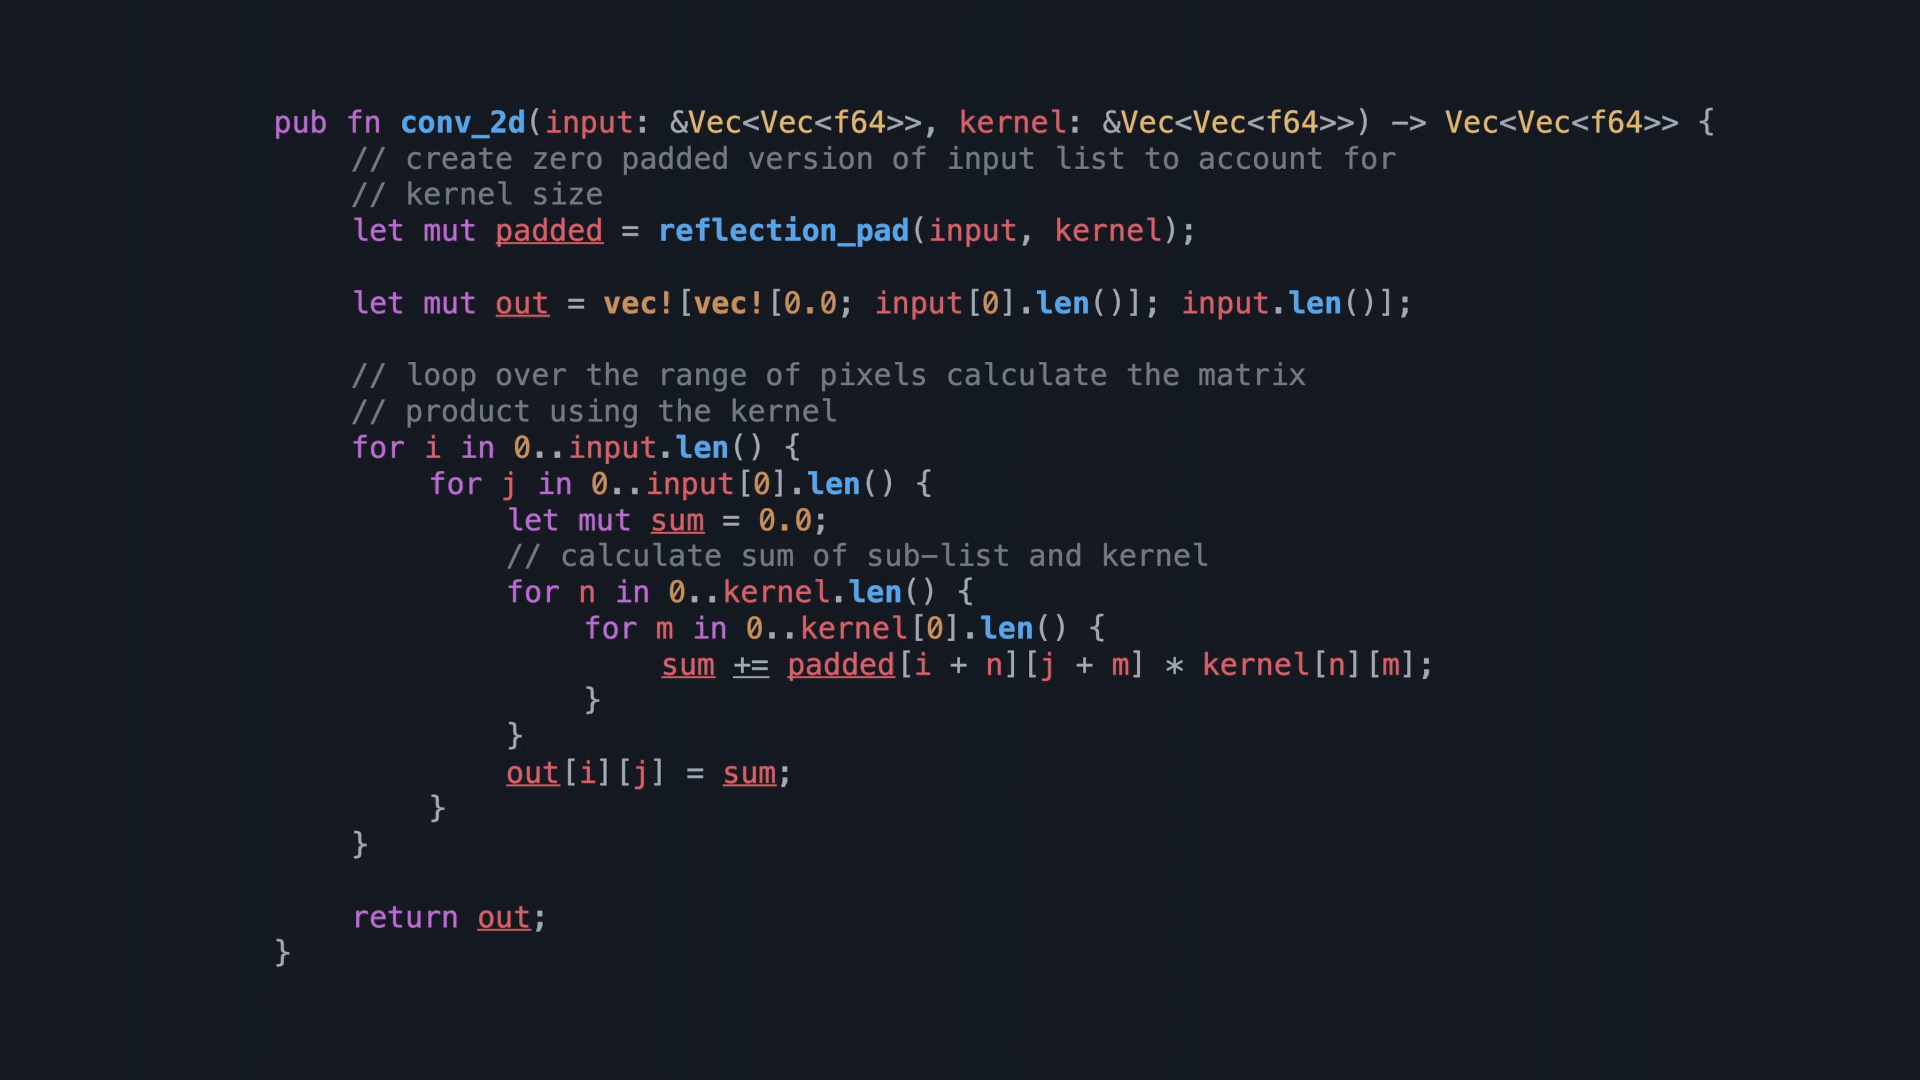 pub fn conv_2d(input: &Vec<Vec<f64>>, kernel: &Vec<Vec<f64>>) -> Vec<Vec<f64>> {
// create zero padded version of input list to account for
// kernel size
let mut padded = reflection_pad(input, kernel);
let mut out = vec![vec![0.0; input[0].len()]; input.len()];
// loop over the range of pixels calculate the matrix
// product using the kernel
for i in 0..input.len() {
for j in 0..input[0].len() {
let mut sum = 0.0;
// calculate sum of sub-list and kernel
for n in 0..kernel.len() {
for m in 0..kernel[0].len() {
sum += padded[i + n][j + m] * kernel[n][m];
}
}
out[i][j] = sum;
}
}
return out;
}